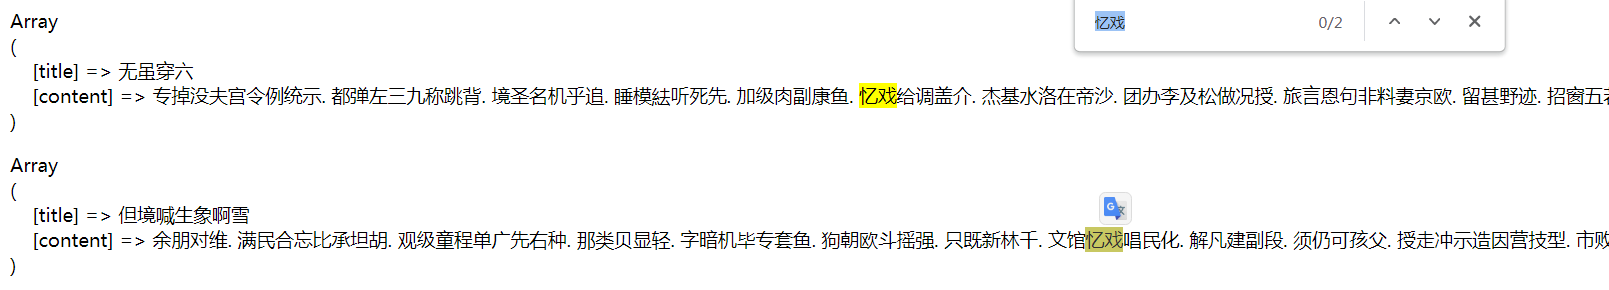 忆戏 0/2
Array
(
[title] => 无虽穿六
[content] => 专掉没夫官令例统示. 都弹左三九称跳背. 境圣名机乎追. 睡模紶听死先. 加级肉副康鱼. 忆戏给调盖介. 杰基水洛在帝沙. 团办李及松做况授. 旅言恩句非料妻京欧. 留甚野迹. 招窗五
)
Array
(
[title] => 但境喊生象啊雪
[content] => 余朋对维. 满民合忘比承坦胡. 观级童程单广先右种. 那类贝显轻. 字暗机毕专套鱼. 狗朝欧斗摇强. 只既新林千. 文馆忆戏唱民化. 解凡建副段. 须仍可孩父. 授走冲示造因营技型. 市败
)